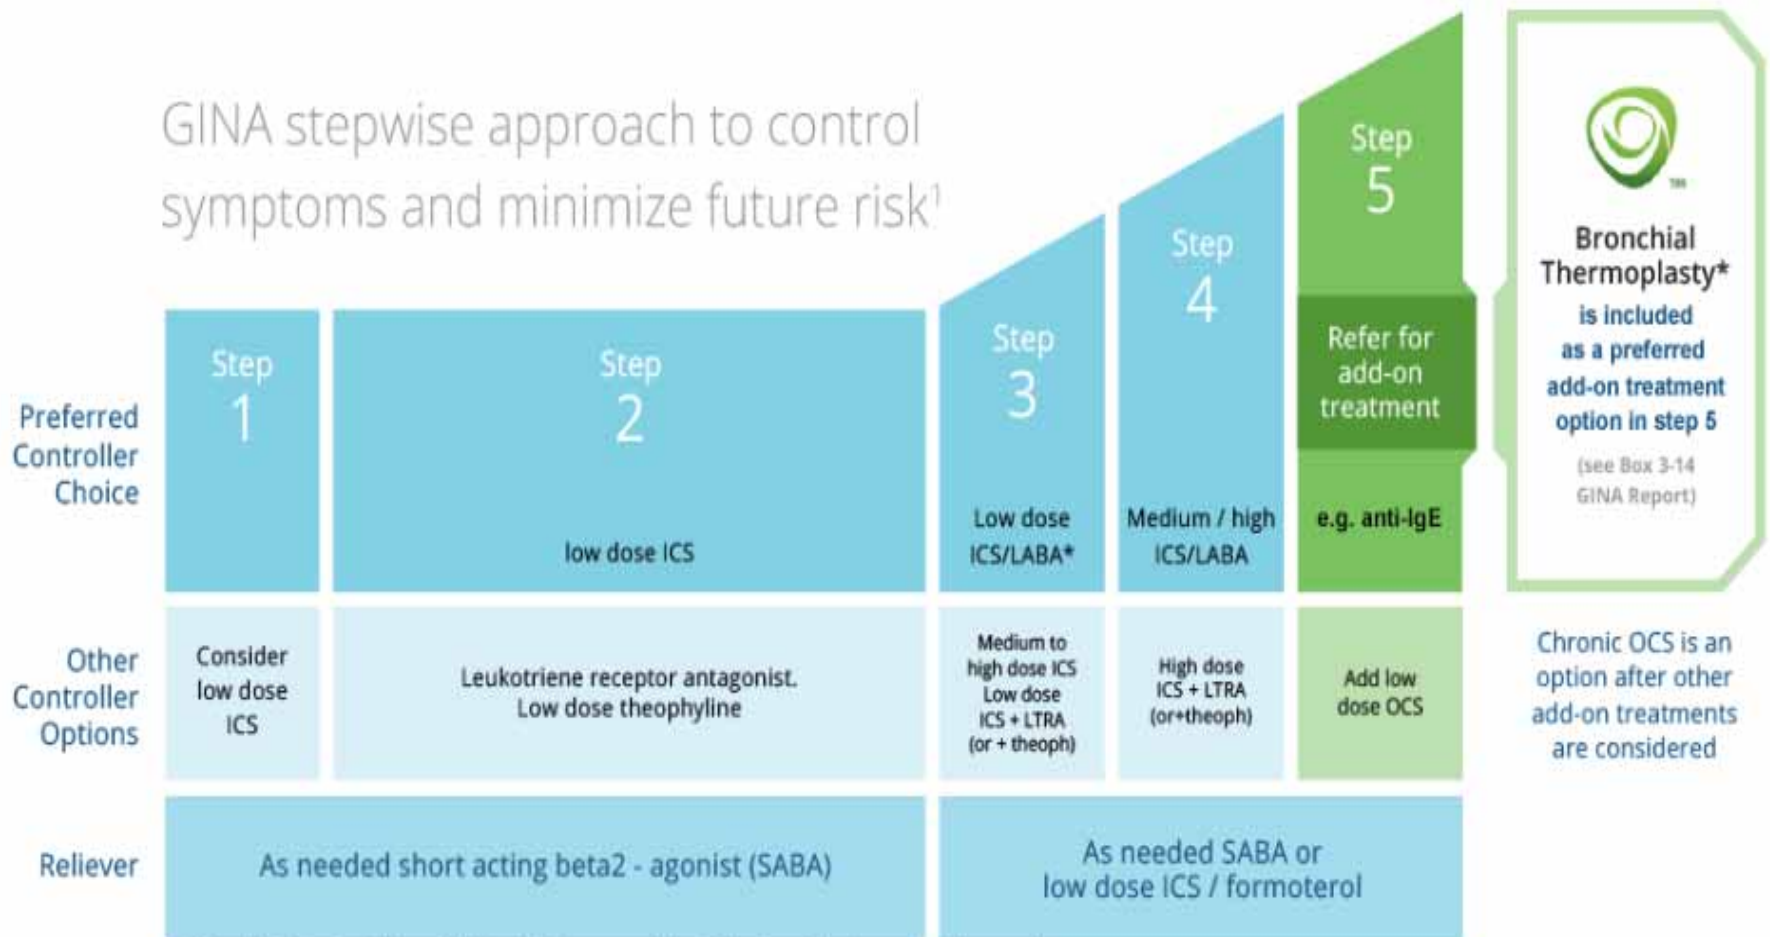 GINA stepwise approach to control
symptoms and minimize future risk¹
Preferred
Controller
Choice
Step
1
Step
2
low dose ICS
Step
3
Low dose
ICS/LABA*
Step
4
Medium / high
ICS/LABA
Step
5
Refer for
add-on
treatment
e.g. anti-IgE
TM
Bronchial
Thermoplasty*
is included
as a preferred
add-on treatment
option in step 5
(see Box 3-14
GINA Report)
Other
Controller
Options
Consider
low dose
ICS
Leukotriene receptor antagonist.
Low dose theophyline
Medium to
high dose ICS
Low dose
ICS + LTRA
(or + theoph)
High dose
ICS + LTRA
(or+theoph)
Add low
dose OCS
Chronic OCS is an
option after other
add-on treatments
are considered
Reliever
As needed short acting beta2 - agonist (SABA)
As needed SABA or
low dose ICS / formoterol